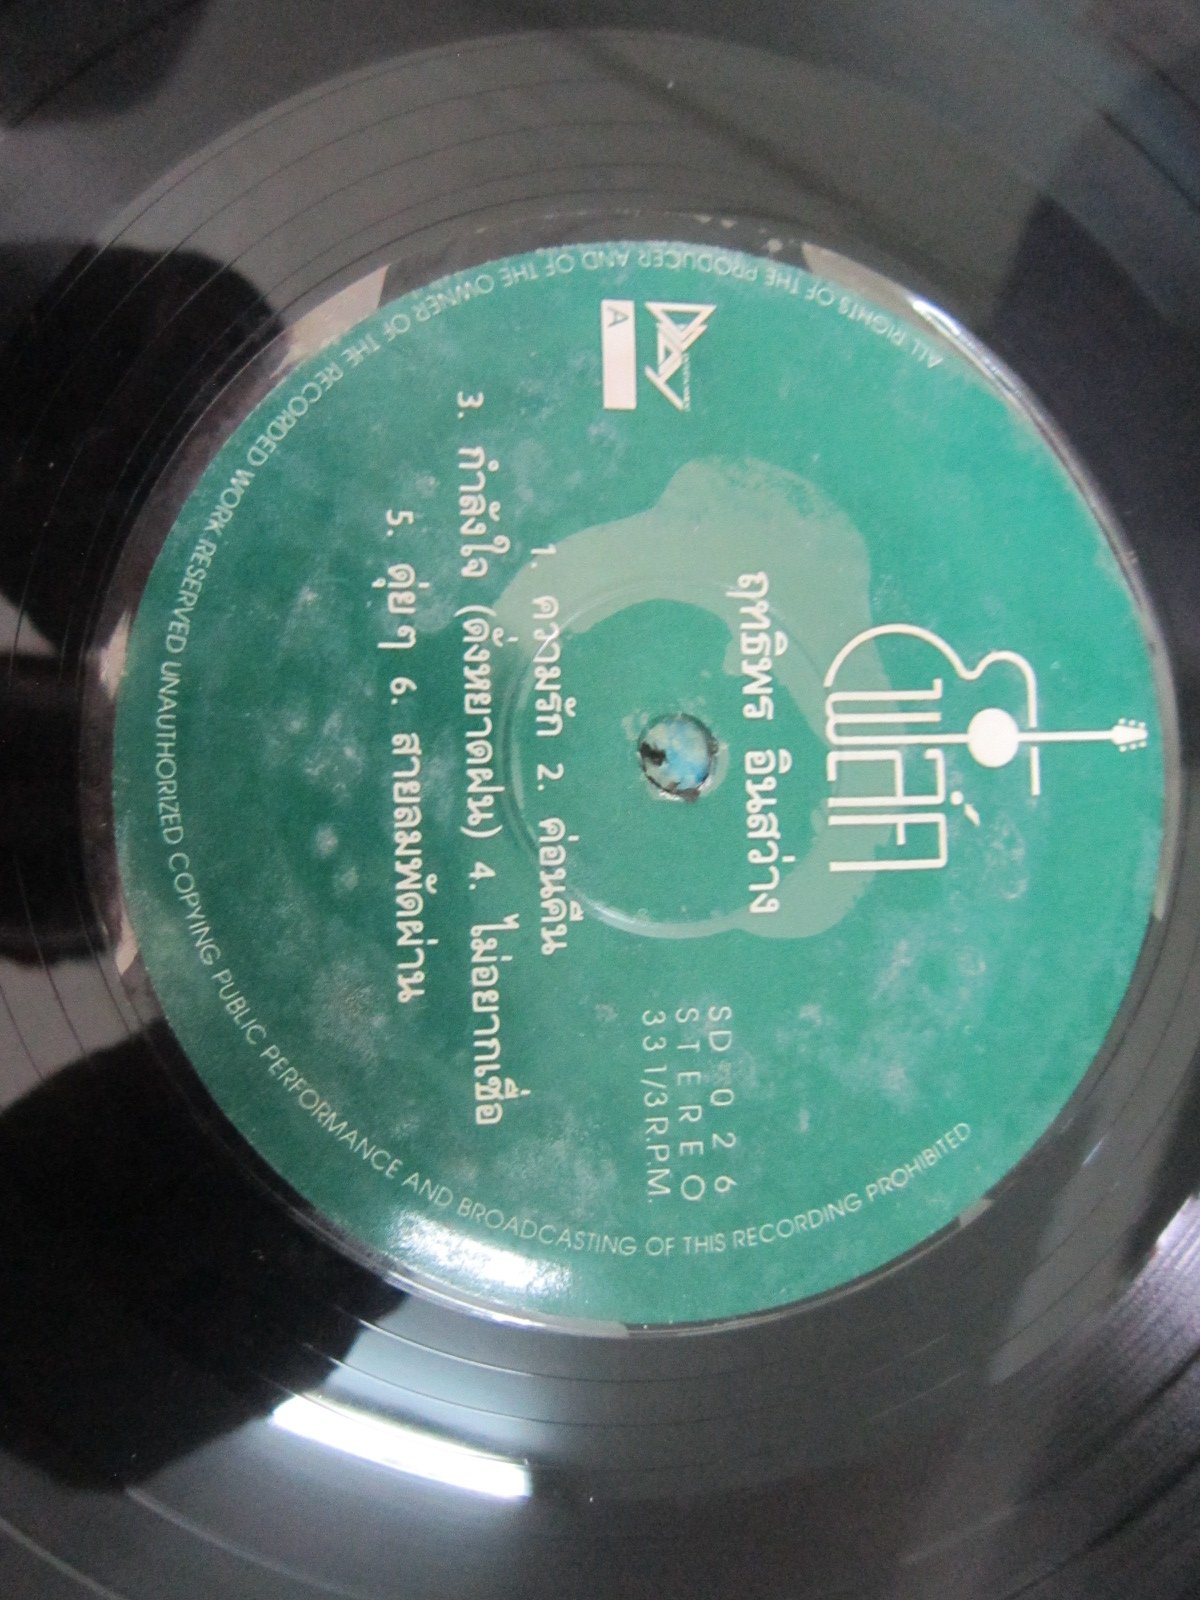 พลอู๊ด
ฤทธิพร อินสว่าง
A
SD 026
STEREO
33 1/3 R.P.M.
1. ความรัก 2. ค่อนคืน
3. กำลังใจ (ดั่งหยาดฝน) 4. ไม่อยากเชื่อ
5. คุ่ย ๆ 6. สายลมพัดผ่าน
ALL RIGHTS OF THE PRODUCER AND OF THE OWNER OF THE RECORDED WORK RESERVED UNAUTHORIZED COPYING PUBLIC PERFORMANCE AND BROADCASTING OF THIS RECORDING PROHIBITED